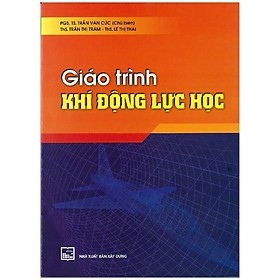 PGS. TS. TRẦN VĂN CÚC (Chủ biên)
ThS. TRẦN THỊ TRÂM - ThS. LÊ THỊ THÁI
Giáo trình
KHÍ ĐỘNG LỰC HỌC
NHÀ XUẤT BẢN XÂY DỰNG